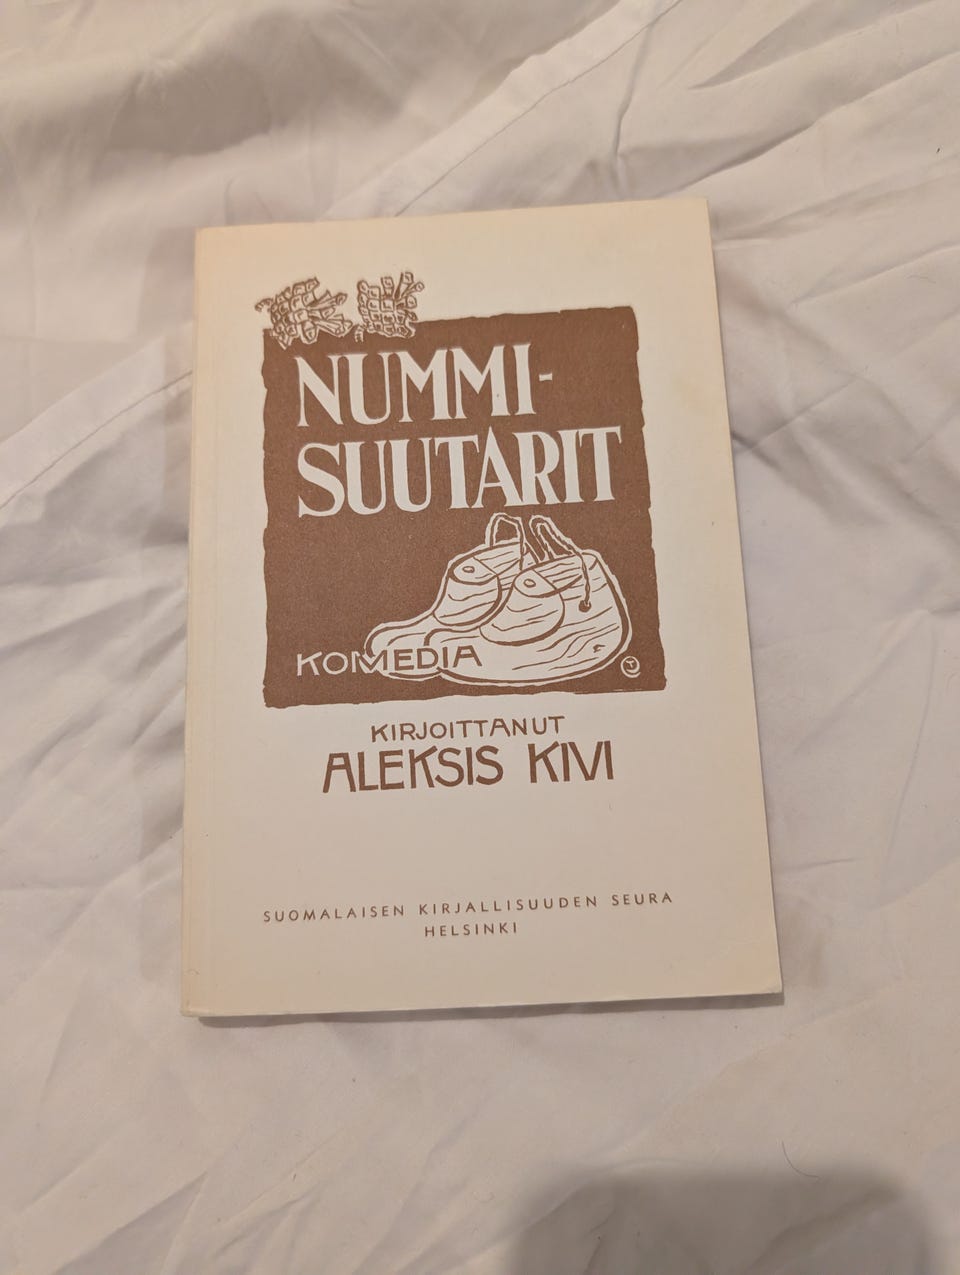 NUMMI-
SUUTARIT
KOMEDIA
KIRJOITTANUT
ALEKSIS KIVI
SUOMALAISEN KIRJALLISUUDEN SEURA
HELSINKI